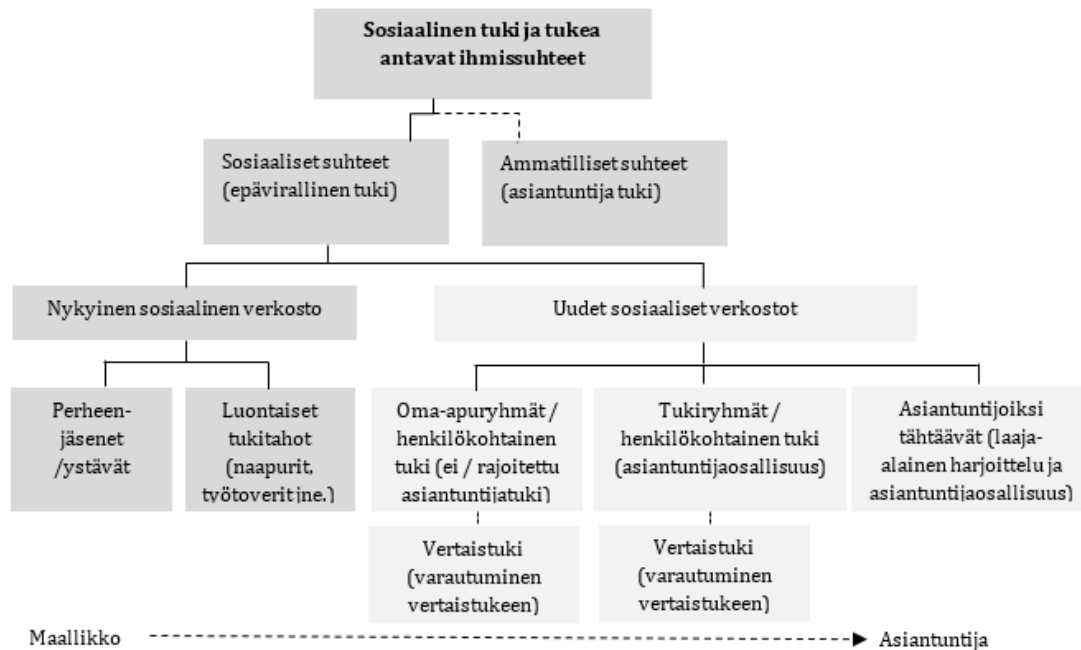 Sosiaalinen tuki ja tukea
antavat ihmissuhteet
Sosiaaliset suhteet
(epävirallinen tuki)
Ammatilliset suhteet
(asiantuntija tuki)
Nykyinen sosiaalinen verkosto
Uudet sosiaaliset verkostot
Perheen-
jäsenet
/ystävät
Luontaiset
tukitahot
(naapurit,
työtoverit jne.)
Oma-apuryhmät /
henkilökohtainen
tuki (ei / rajoitettu
asiantuntijatuki)
Tukiryhmät /
henkilökohtainen tuki
(asiantuntijaosallisuus)
Asiantuntijoiksi
tähtäävät (laaja-
alainen harjoittelu ja
asiantuntijaosallisuus)
Vertaistuki
(varautuminen
vertaistukeen)
Vertaistuki
(varautuminen
vertaistukeen)
Maallikko
Asiantuntija